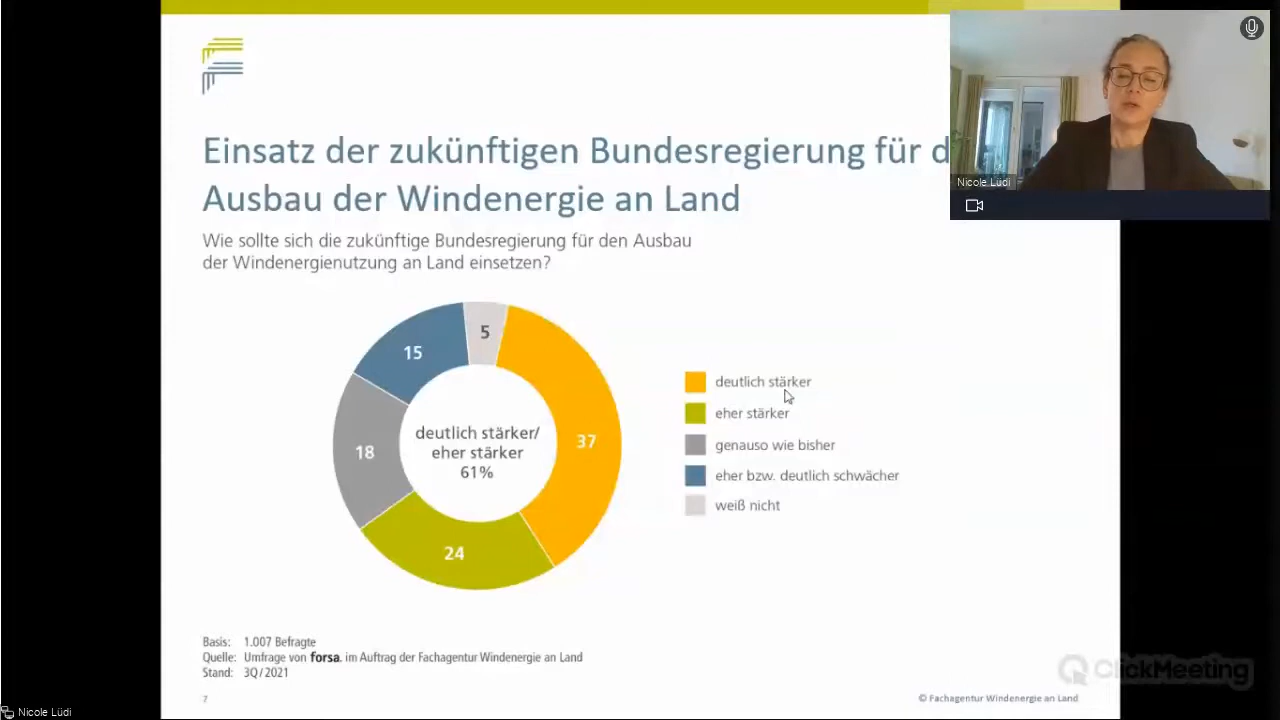 Einsatz der zukünftigen Bundesregierung für d
Ausbau der Windenergie an Land
Wie sollte sich die zukünftige Bundesregierung für den Ausbau
der Windenergienutzung an Land einsetzen?
5
15
37
18
24
deutlich stärker/
eher stärker
61%
deutlich stärker
eher stärker
genauso wie bisher
eher bzw. deutlich schwächer
weiß nicht
Basis: 1.007 Befragte
Quelle: Umfrage von forsa. im Auftrag der Fachagentur Windenergie an Land
Stand: 3Q/2021
7
© Fachagentur Windenergie an Land
ClickMeeting
Nicole Lüdi
Nicole Lüdi